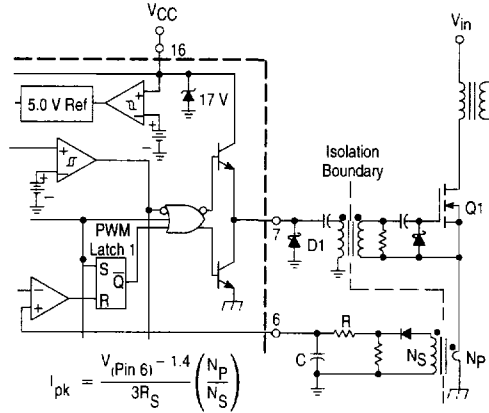 VCC
Vin
16
5.0 V Ref
17 V
Isolation
Boundary
Q1
PWM
Latch 1
7
D1
S
Q
R
6
R
C
NS
NP
Ipk = V(Pin 6) – 1.4 / 3RS (NP / NS)